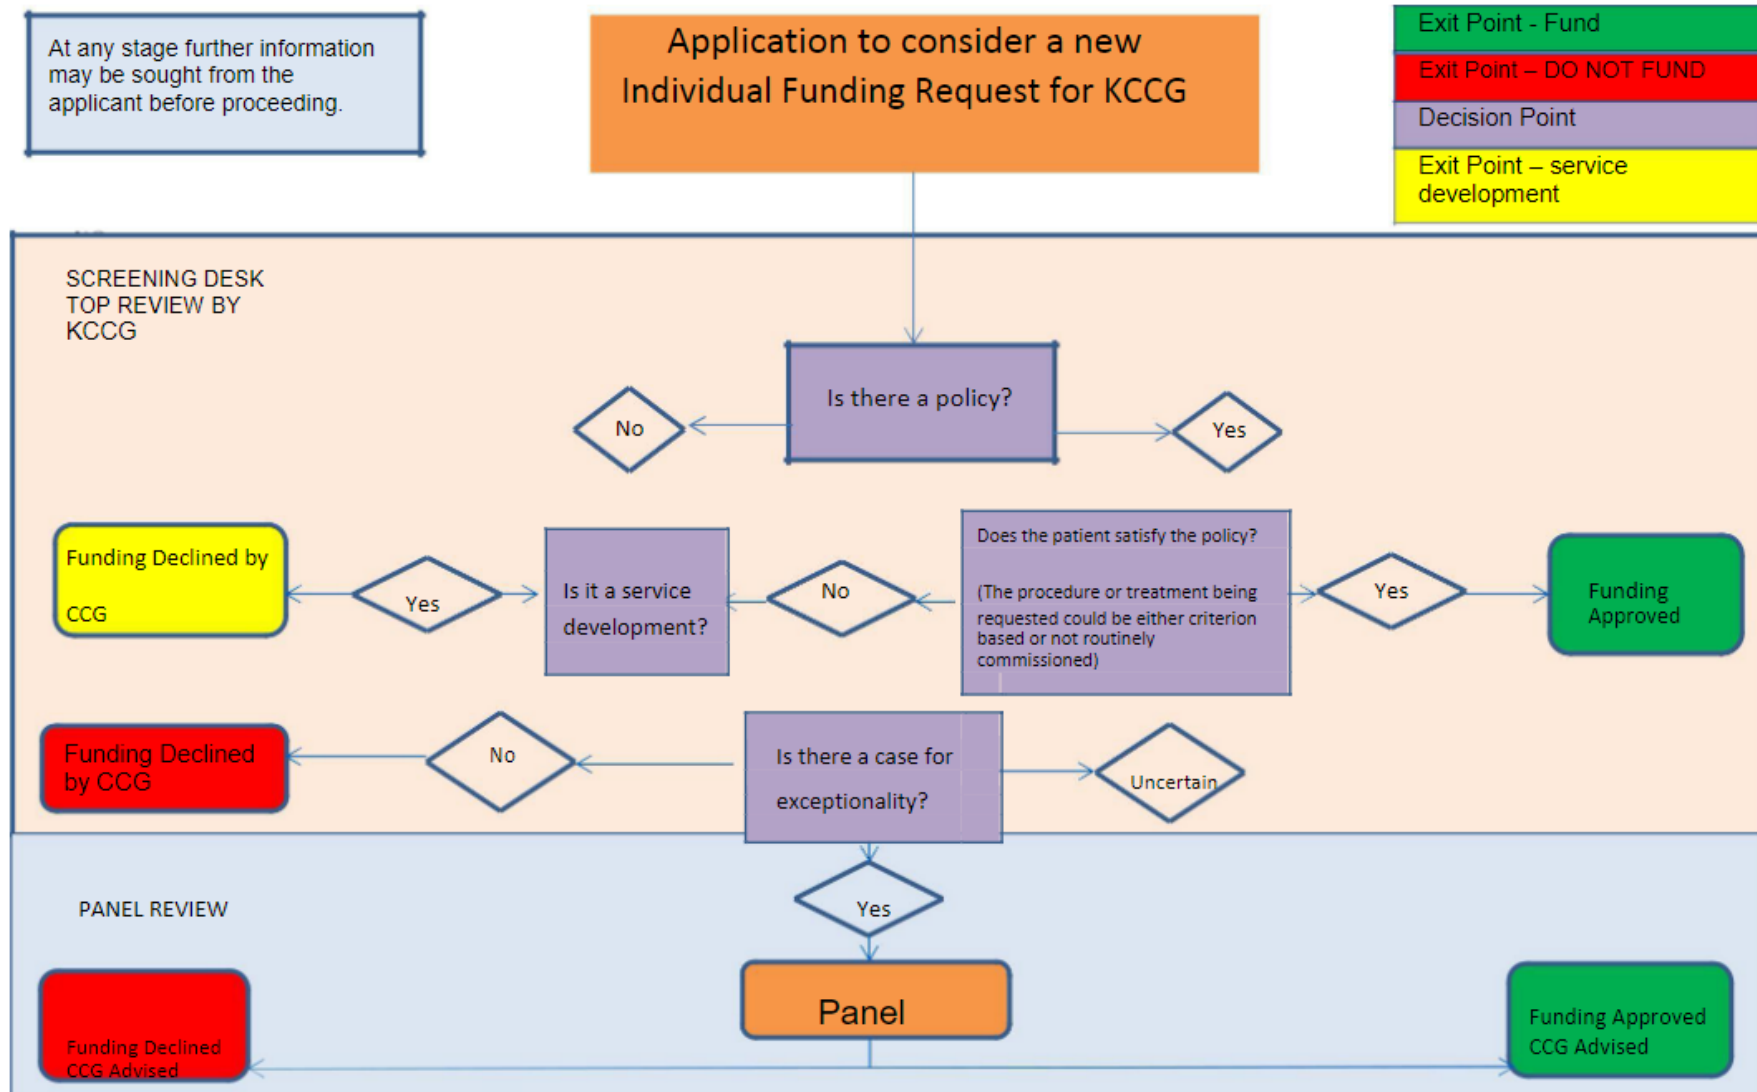 At any stage further information
may be sought from the
applicant before proceeding.
Application to consider a new
Individual Funding Request for KCCG
Exit Point - Fund
Exit Point – DO NOT FUND
Decision Point
Exit Point – service
development
SCREENING DESK
TOP REVIEW BY
KCCG
Is there a policy?
No
Yes
Funding Declined by
CCG
Yes
Is it a service
development?
No
Does the patient satisfy the policy?
(The procedure or treatment being
requested could be either criterion
based or not routinely
commissioned)
Yes
Funding
Approved
Funding Declined
by CCG
No
Is there a case for
exceptionality?
Uncertain
PANEL REVIEW
Yes
Panel
Funding Declined
CCG Advised
Funding Approved
CCG Advised